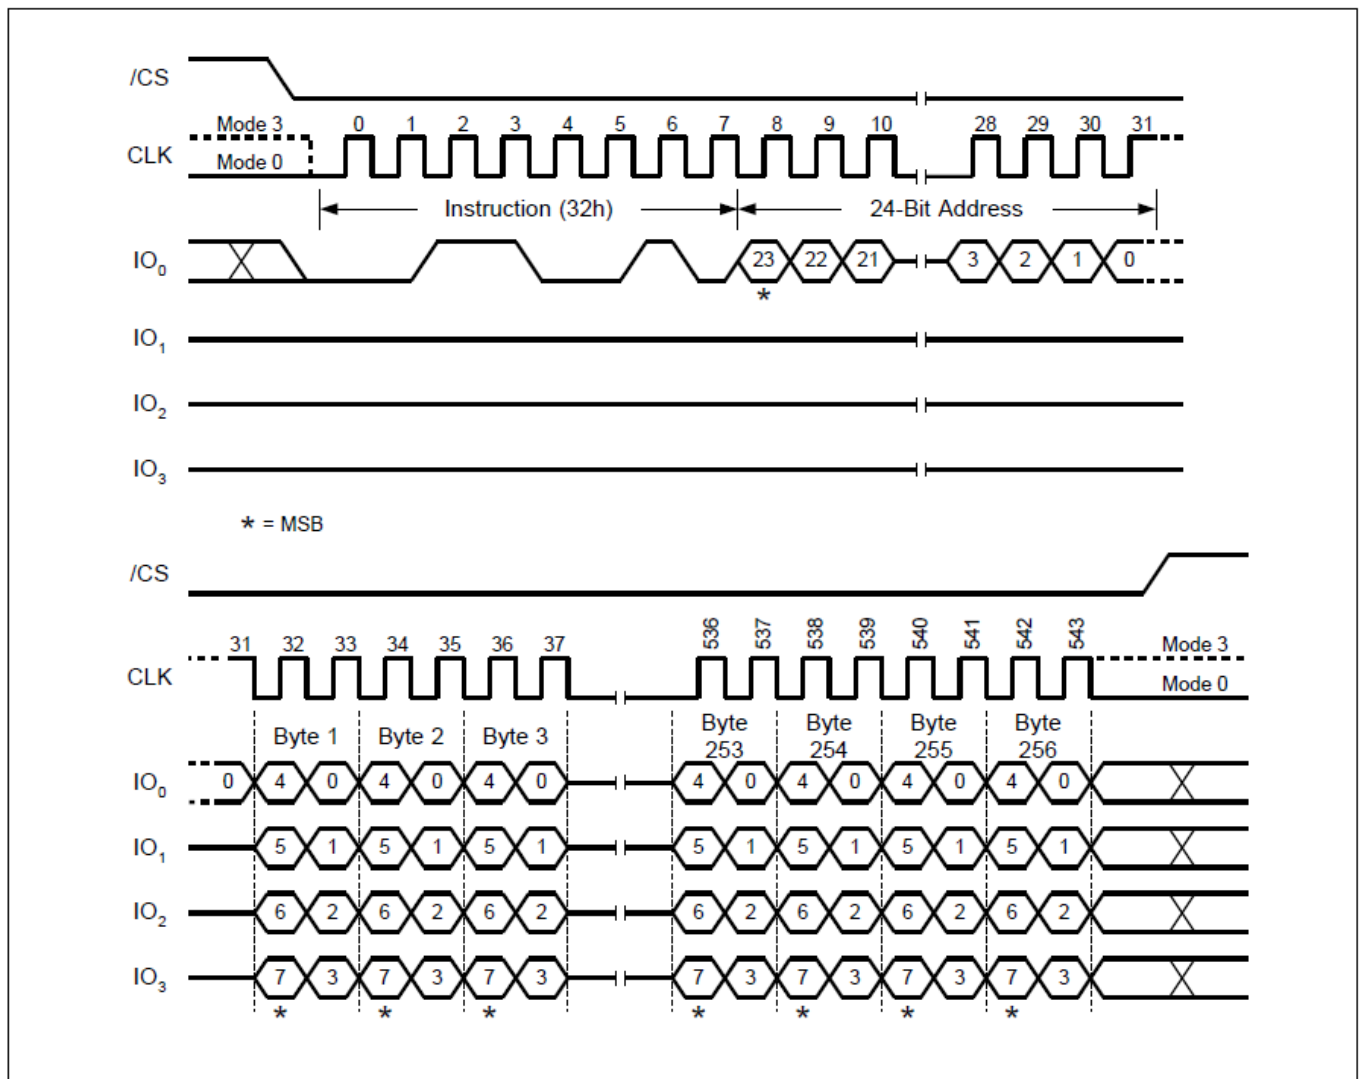 /CS
Mode 3 0 1 2 3 4 5 6 7 8 9 10 28 29 30 31
CLK
Mode 0
Instruction (32h) 24-Bit Address
IO0 23 22 21 3 2 1 0
*
IO1
IO2
IO3
* = MSB
/CS
31 32 33 34 35 36 37 536 537 538 539 540 541 542 543 Mode 3
CLK
Mode 0
Byte 1 Byte 2 Byte 3 Byte 253 Byte 254 Byte 255 Byte 256
IO0 0 4 0 4 0 4 0 4 0 4 0 4 0 4 0
IO1 5 1 5 1 5 1 5 1 5 1 5 1 5 1
IO2 6 2 6 2 6 2 6 2 6 2 6 2 6 2
IO3 7 3 7 3 7 3 7 3 7 3 7 3 7 3
* * * * * * *